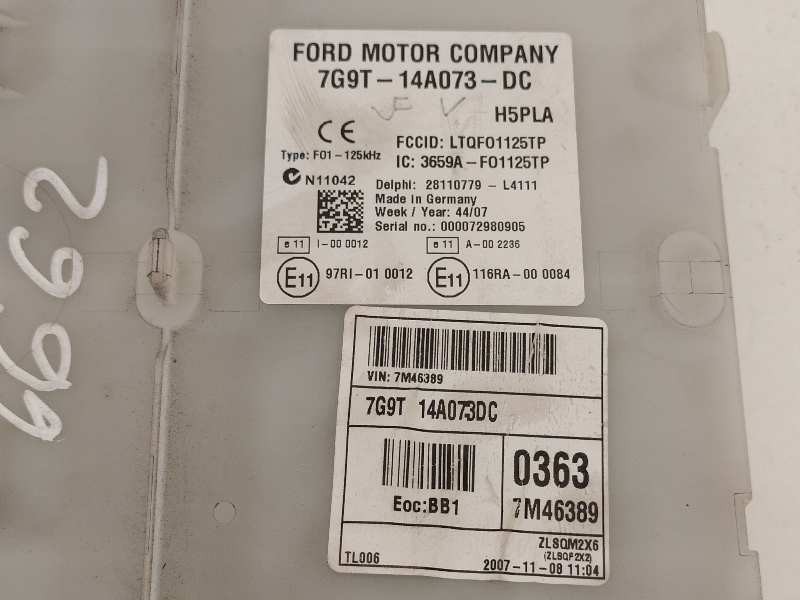 FORD MOTOR COMPANY
7G9T-14A073-DC
H5PLA
CE
FCCID: LTQFO1125TP
Type: F01-125kHz
IC: 3659A-FO1125TP
N11042
Delphi: 28110779 - L4111
Made in Germany
Week / Year: 44/07
Serial no.: 000072980905
e 11 I-00 0012
e 11 A-00 2236
E11 97RI-01 0012
E11 116RA-00 0084
VIN: 7M46389
7G9T 14A073DC
Eoc:BB1
0363
7M46389
ZLSQM2X6
(ZLSQF2X2)
TL006
2007-11-08 11:04
6662